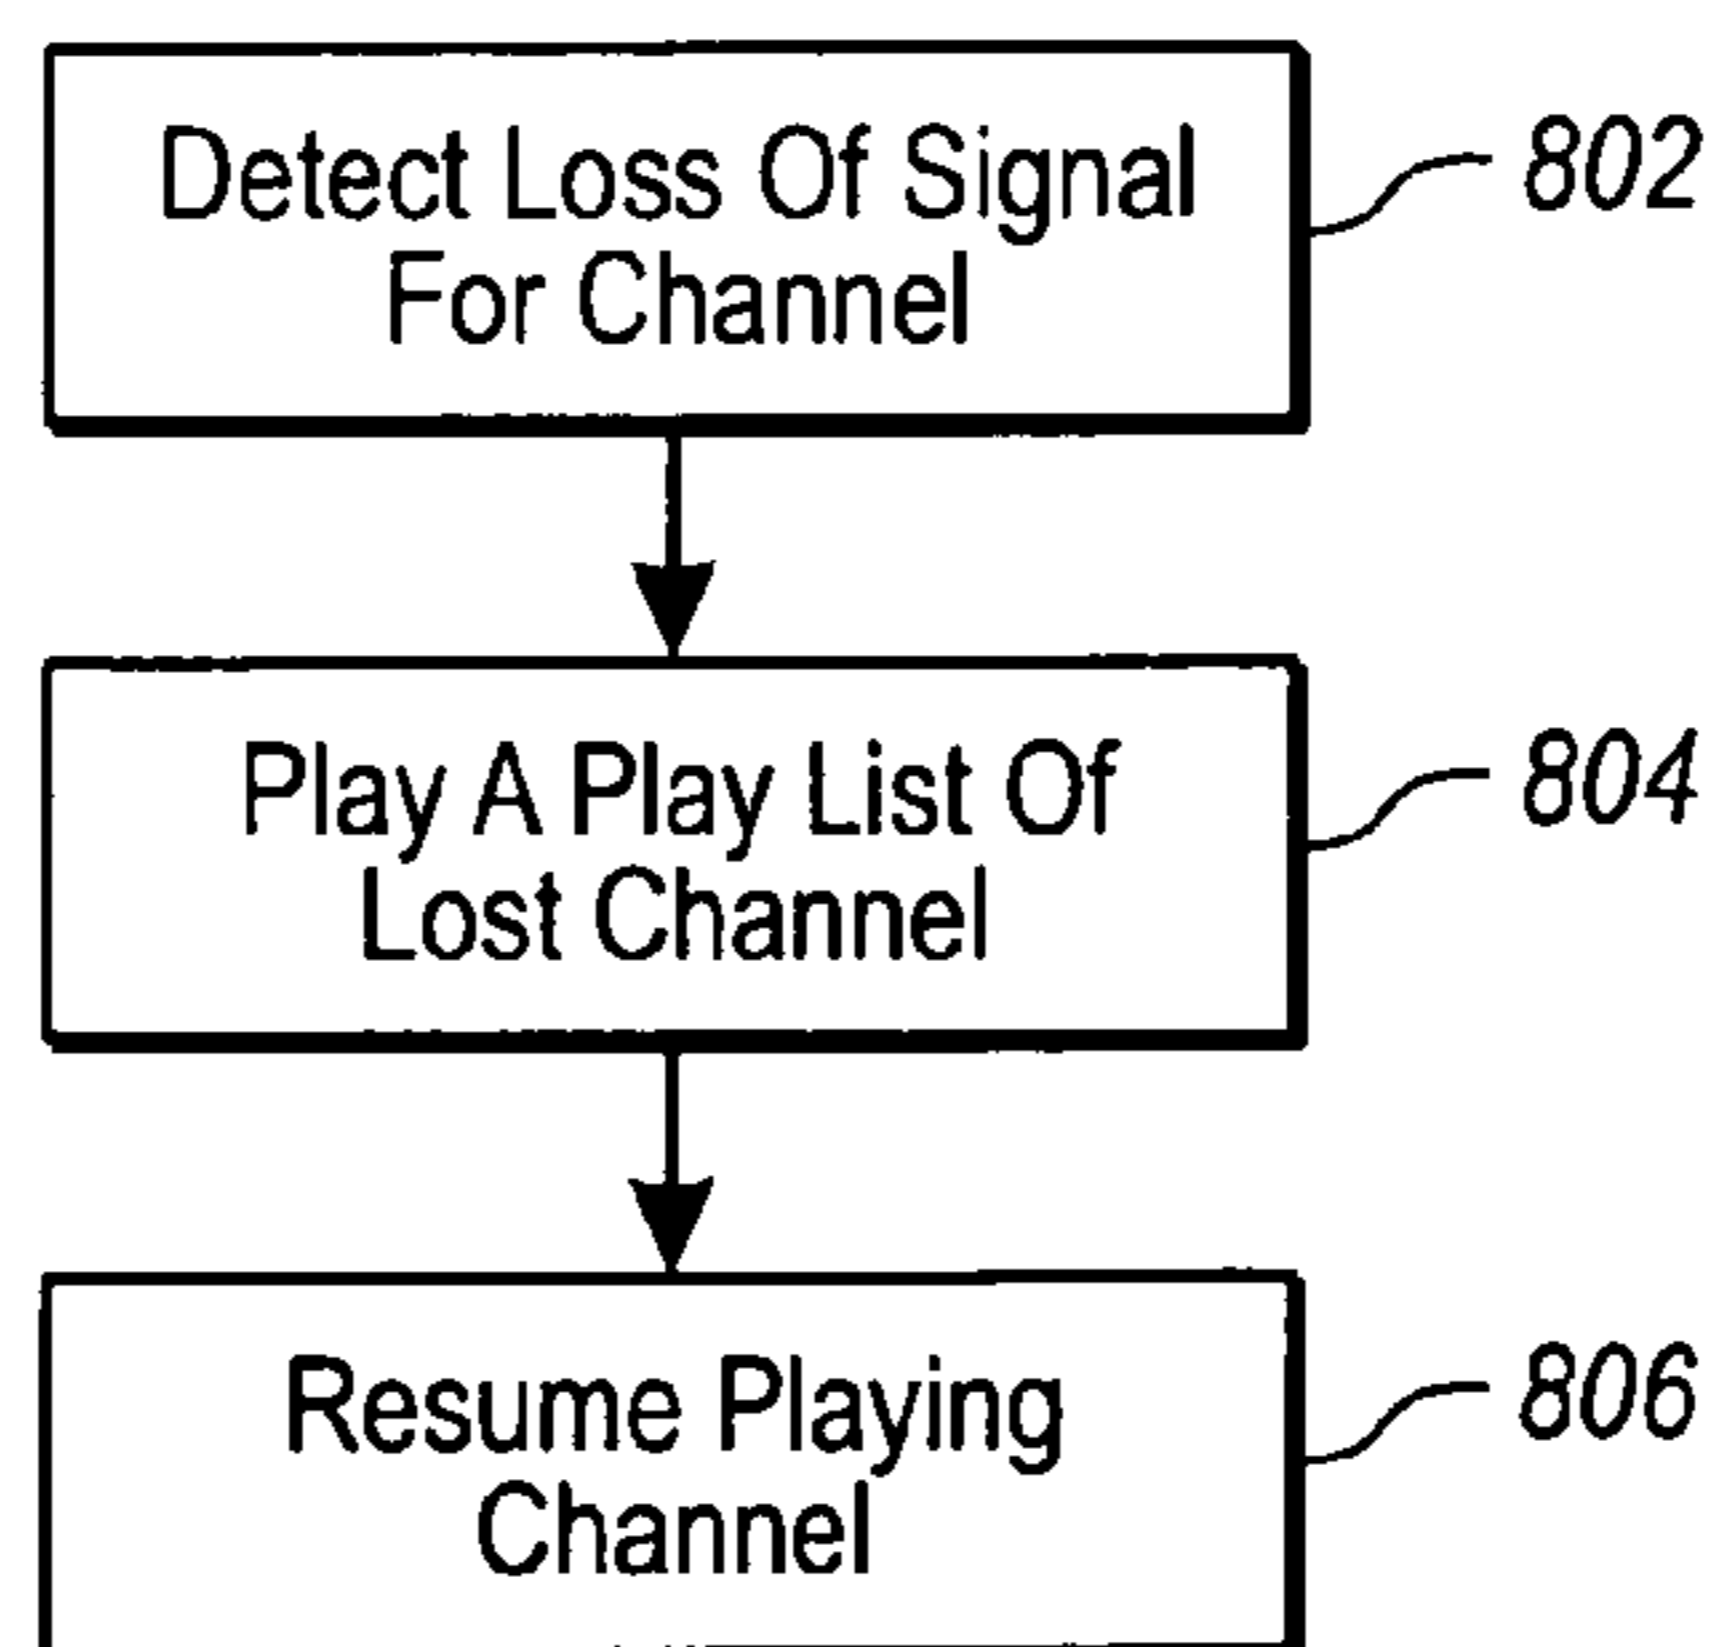 Detect Loss Of Signal
For Channel
802
Play A Play List Of
Lost Channel
804
Resume Playing
Channel
806